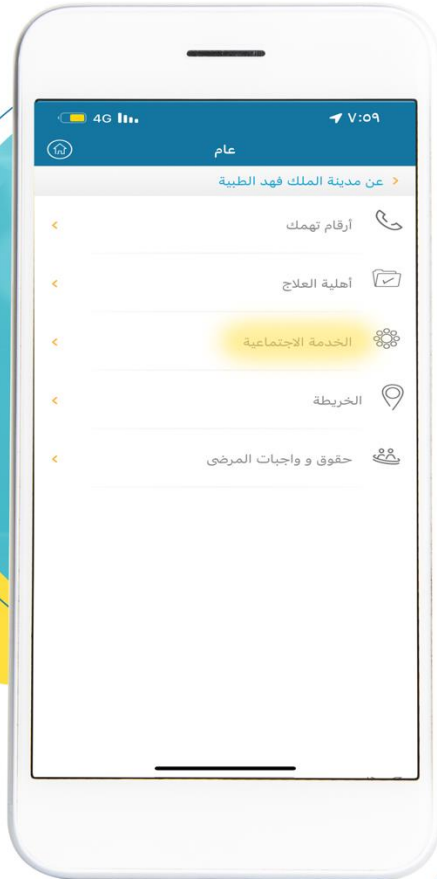 4G ٧:٥٩
عام
عن مدينة الملك فهد الطبية
أرقام تهمك
أهلية العلاج
الخدمة الاجتماعية
الخريطة
حقوق و واجبات المرضى